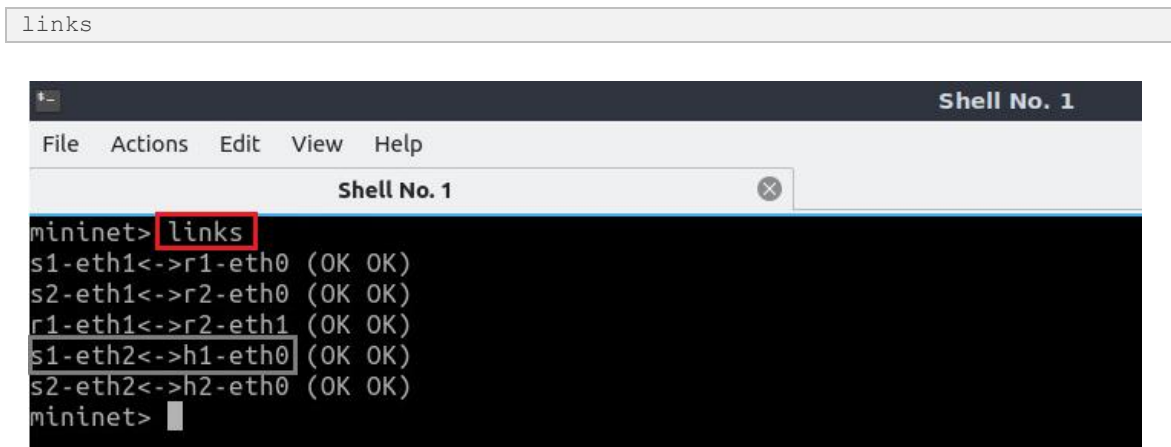 links
Shell No. 1
File Actions Edit View Help
Shell No. 1
mininet> links
s1-eth1<->r1-eth0 (OK OK)
s2-eth1<->r2-eth0 (OK OK)
r1-eth1<->r2-eth1 (OK OK)
s1-eth2<->h1-eth0 (OK OK)
s2-eth2<->h2-eth0 (OK OK)
mininet>